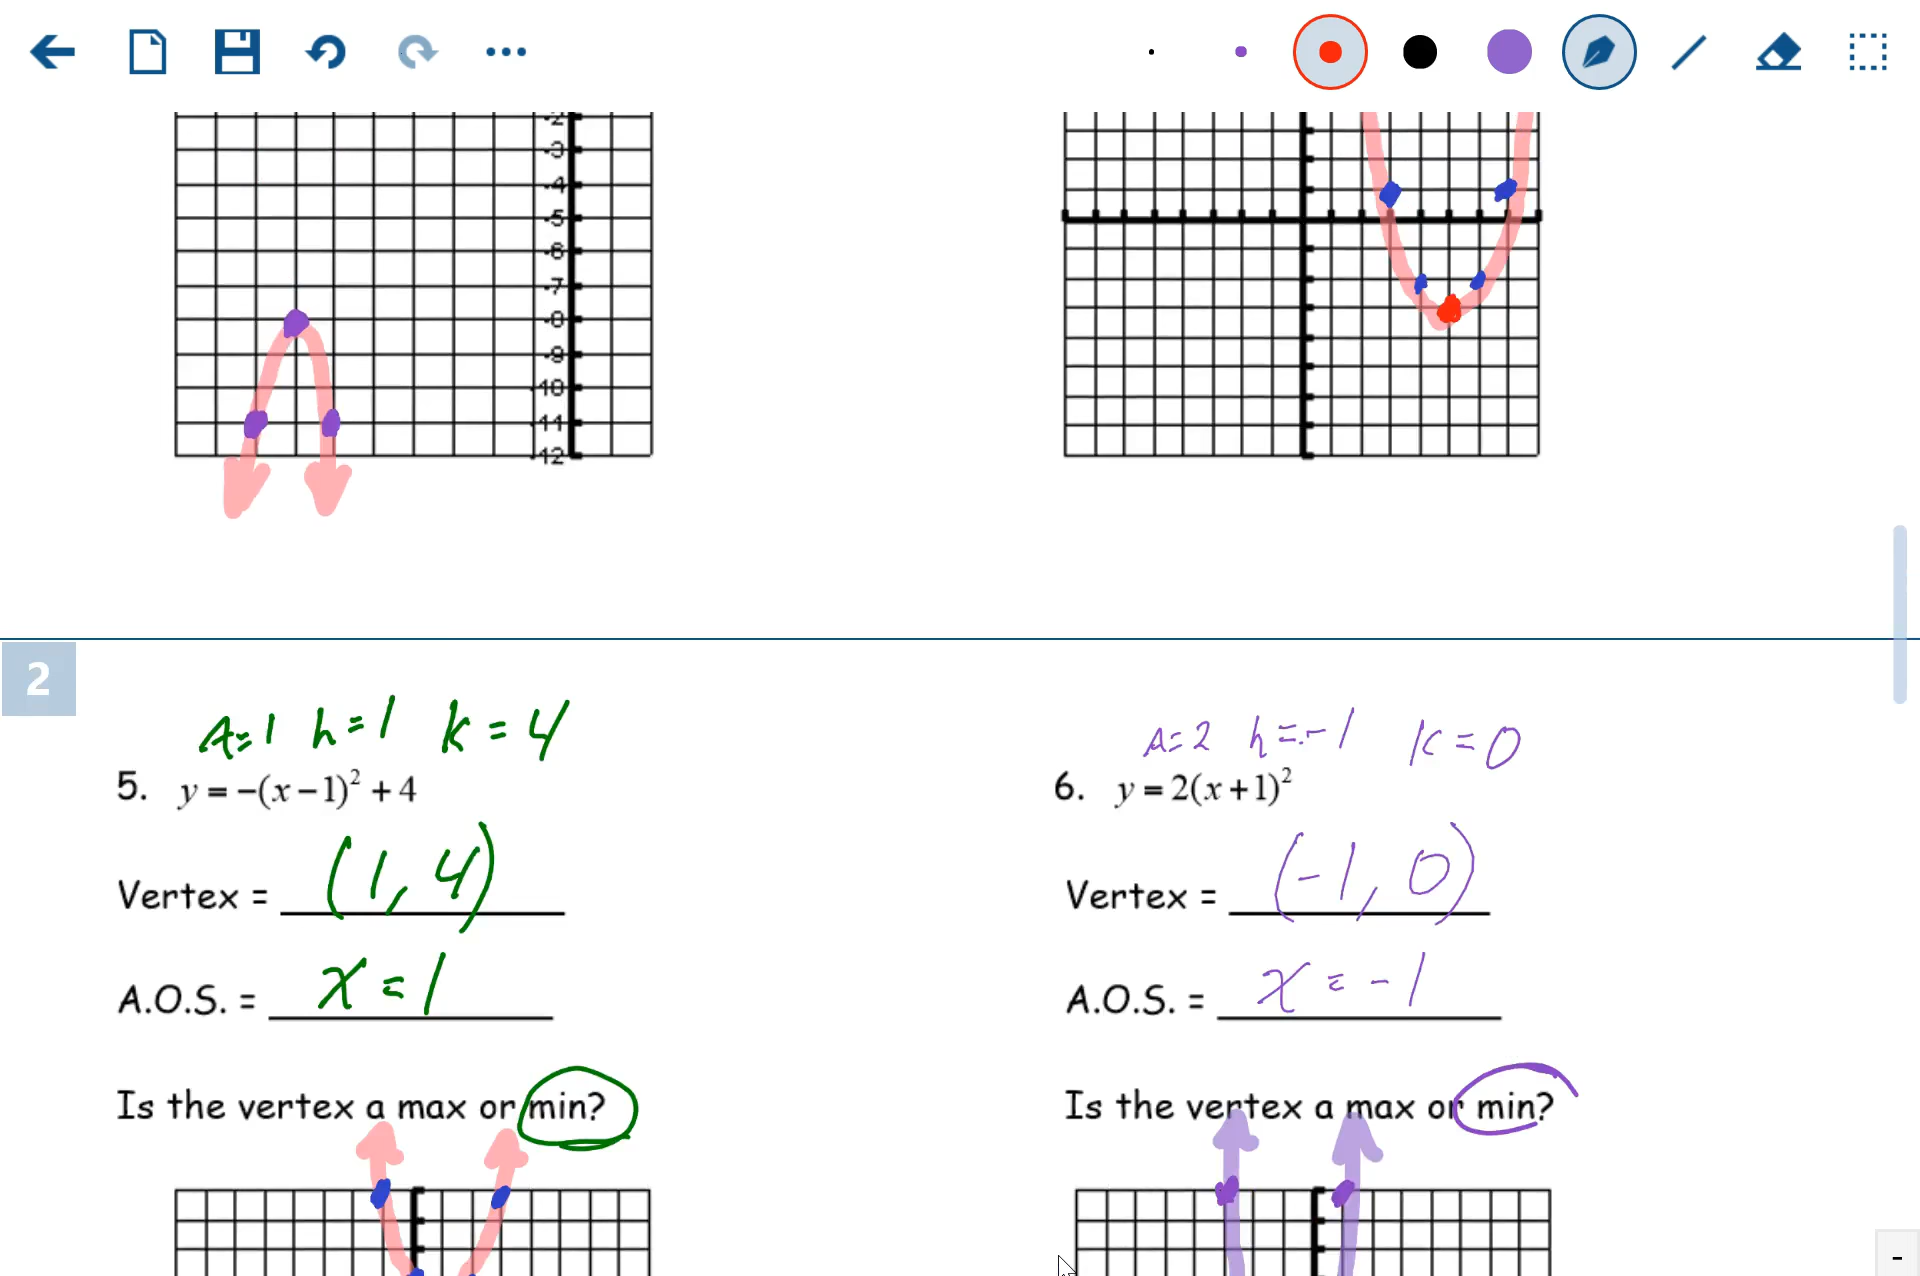 -2
-3
-4
-5
-6
-7
-8
-9
-10
-11
-12
2
A=1 h=1 k=4
A=2 h=-1 k=0
5. y = -(x-1)² + 4
6. y = 2(x+1)²
Vertex = (1, 4)
Vertex = (-1, 0)
A.O.S. = x = 1
A.O.S. = x = -1
Is the vertex a max or min?
Is the vertex a max or min?